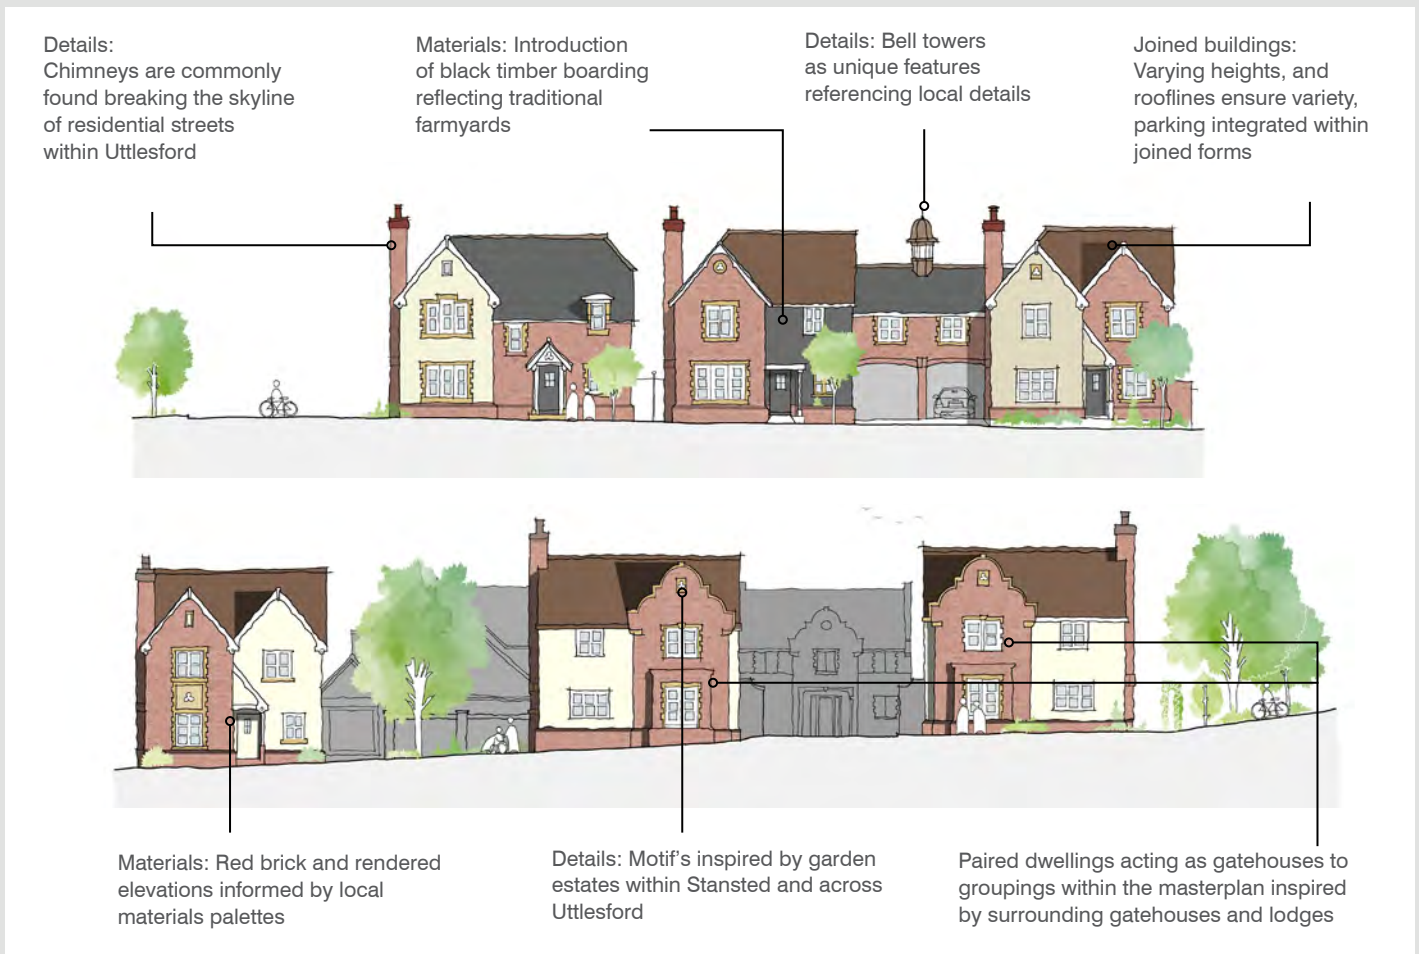 Details:
Chimneys are commonly
found breaking the skyline
of residential streets
within Uttlesford
Materials: Introduction
of black timber boarding
reflecting traditional
farmyards
Details: Bell towers
as unique features
referencing local details
Joined buildings:
Varying heights, and
rooflines ensure variety,
parking integrated within
joined forms
Materials: Red brick and rendered
elevations informed by local
materials palettes
Details: Motif's inspired by garden
estates within Stansted and across
Uttlesford
Paired dwellings acting as gatehouses to
groupings within the masterplan inspired
by surrounding gatehouses and lodges